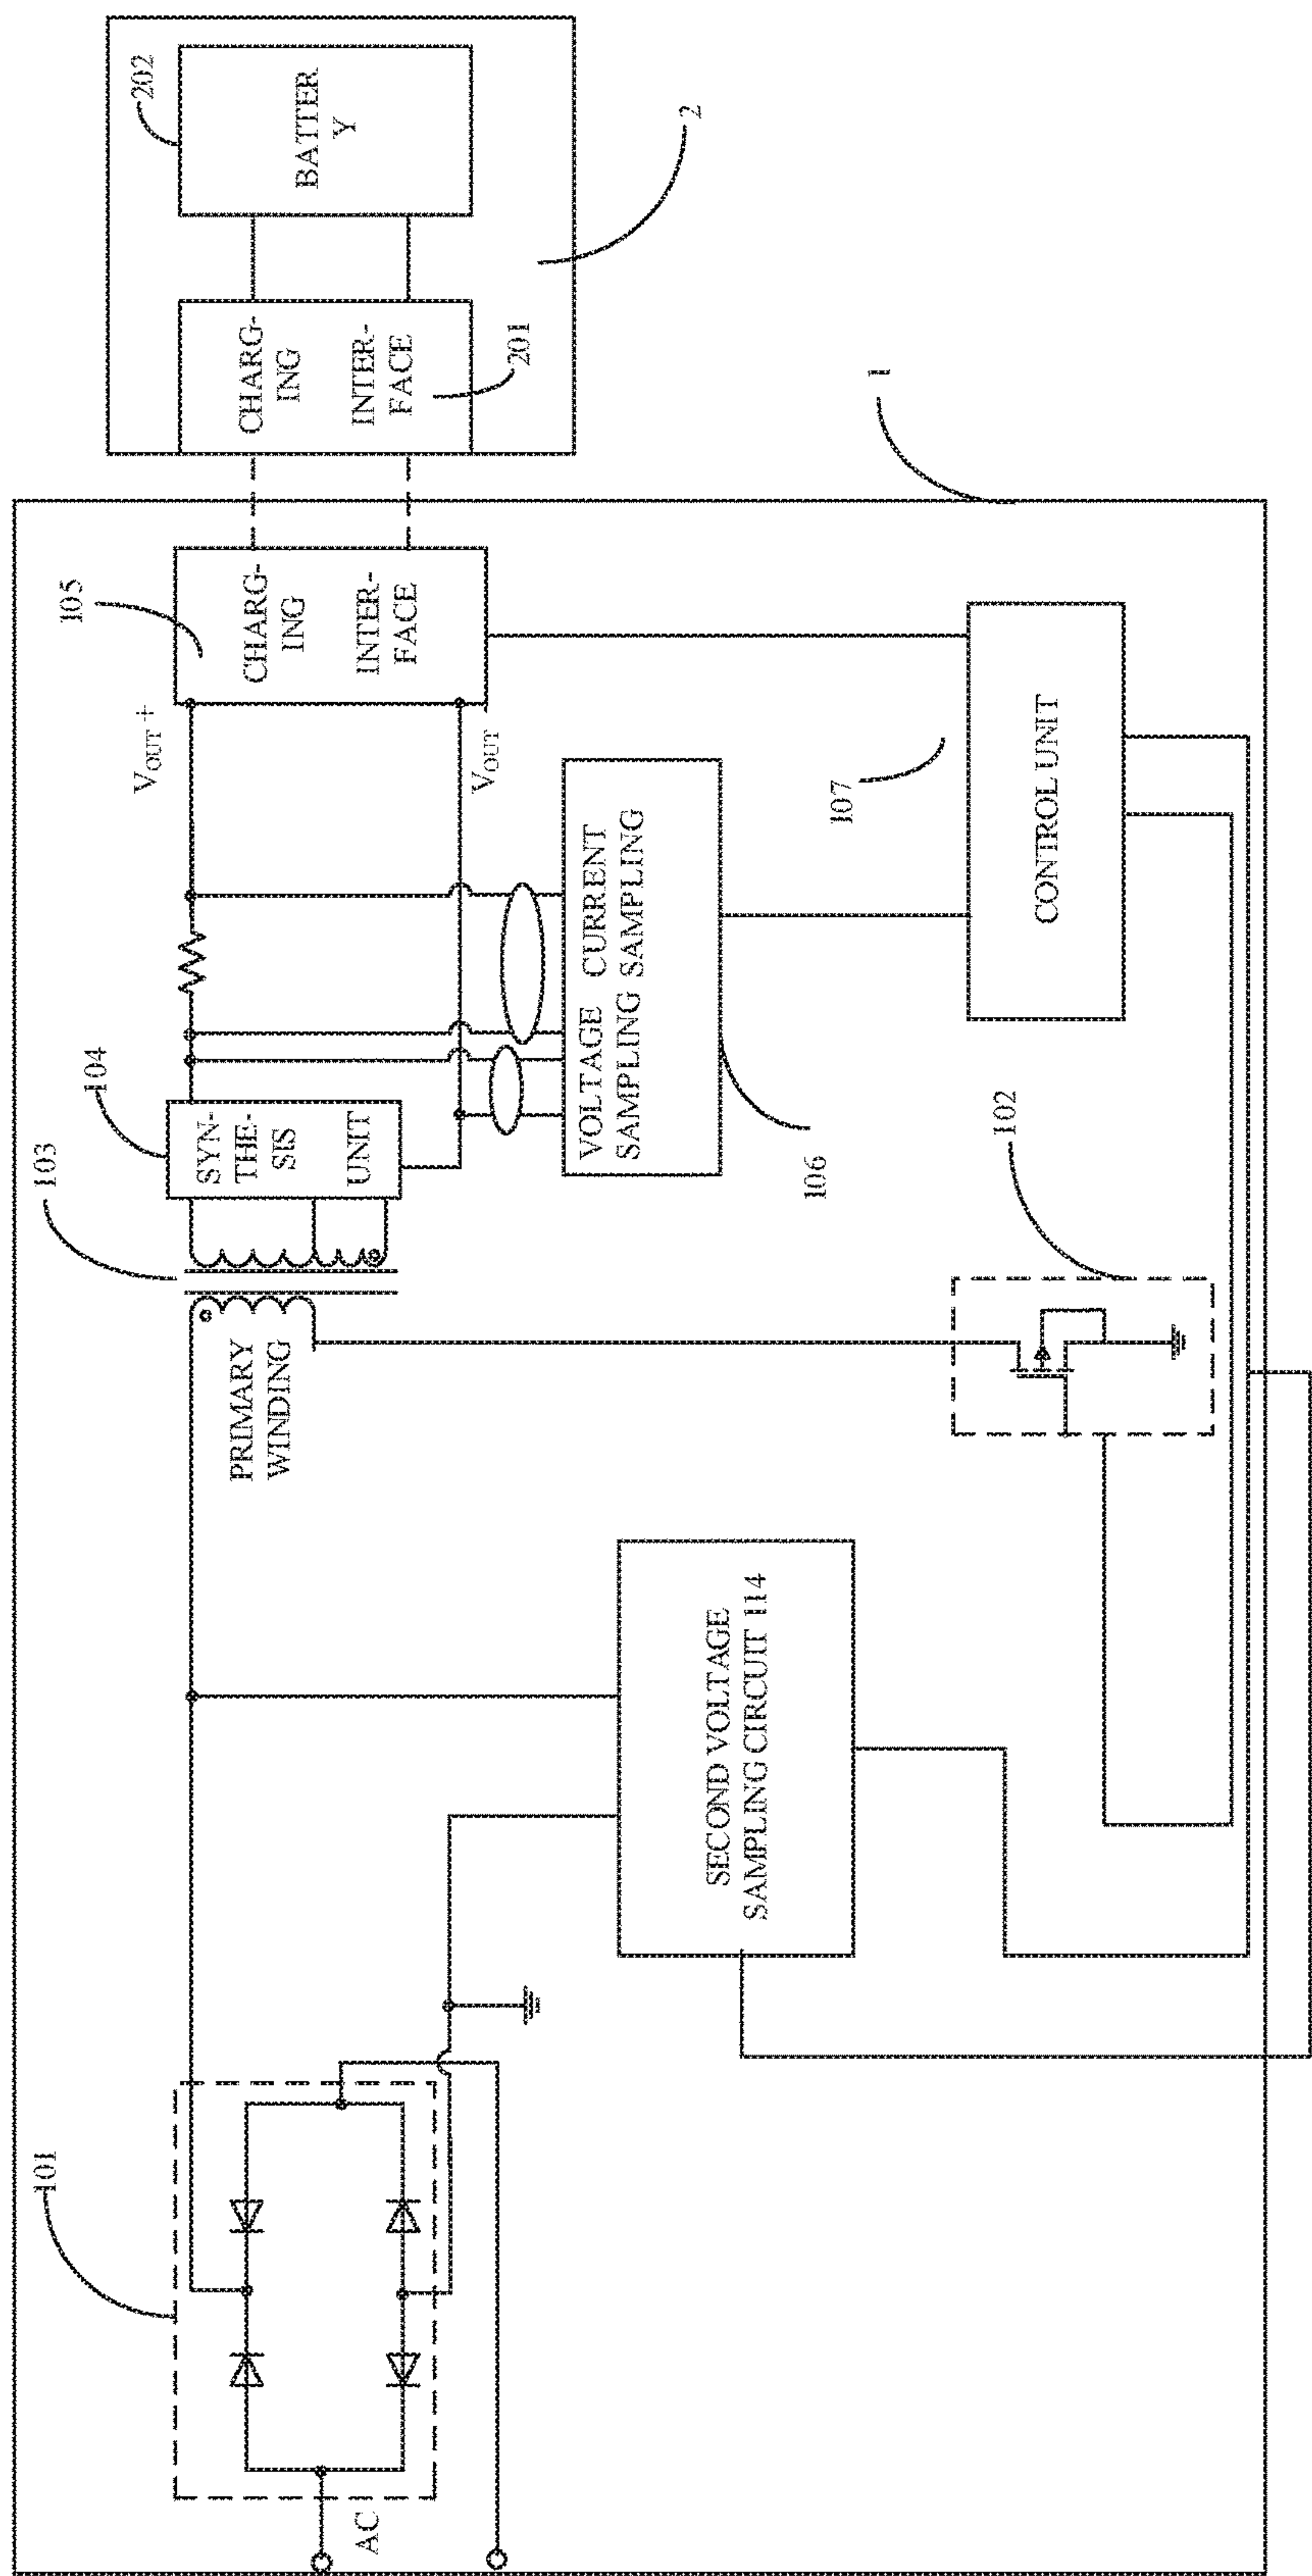 101
AC
PRIMARY
WINDING
103
104
SYN-
THE-
SIS
UNIT
V_OUT +
V_OUT -
105
CHARG-
ING
INTER-
FACE
CHARG-
ING
INTER-
FACE
201
202
BATTER
Y
2
1
VOLTAGE CURRENT
SAMPLING SAMPLING
106
107
CONTROL UNIT
102
SECOND VOLTAGE
SAMPLING CIRCUIT 114